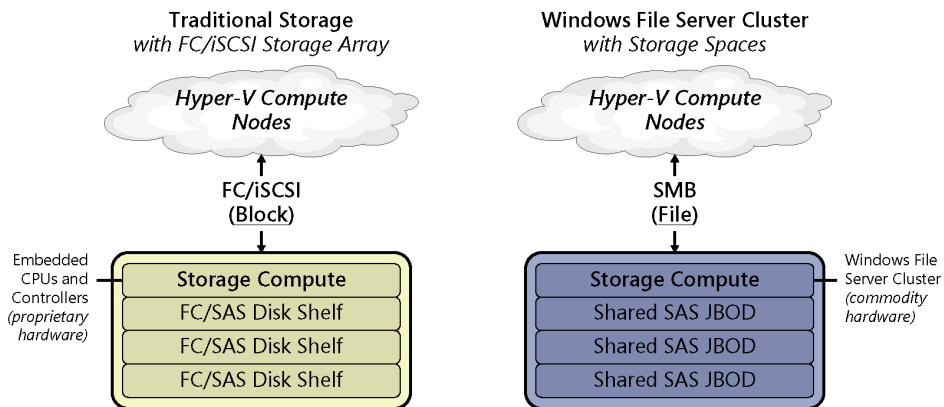 Traditional Storage
with FC/iSCSI Storage Array
Hyper-V Compute
Nodes
FC/iSCSI
(Block)
Embedded
CPUs and
Controllers
(proprietary
hardware)
Storage Compute
FC/SAS Disk Shelf
FC/SAS Disk Shelf
FC/SAS Disk Shelf
Windows File Server Cluster
with Storage Spaces
Hyper-V Compute
Nodes
SMB
(File)
Storage Compute
Shared SAS JBOD
Shared SAS JBOD
Shared SAS JBOD
Windows File
Server Cluster
(commodity
hardware)